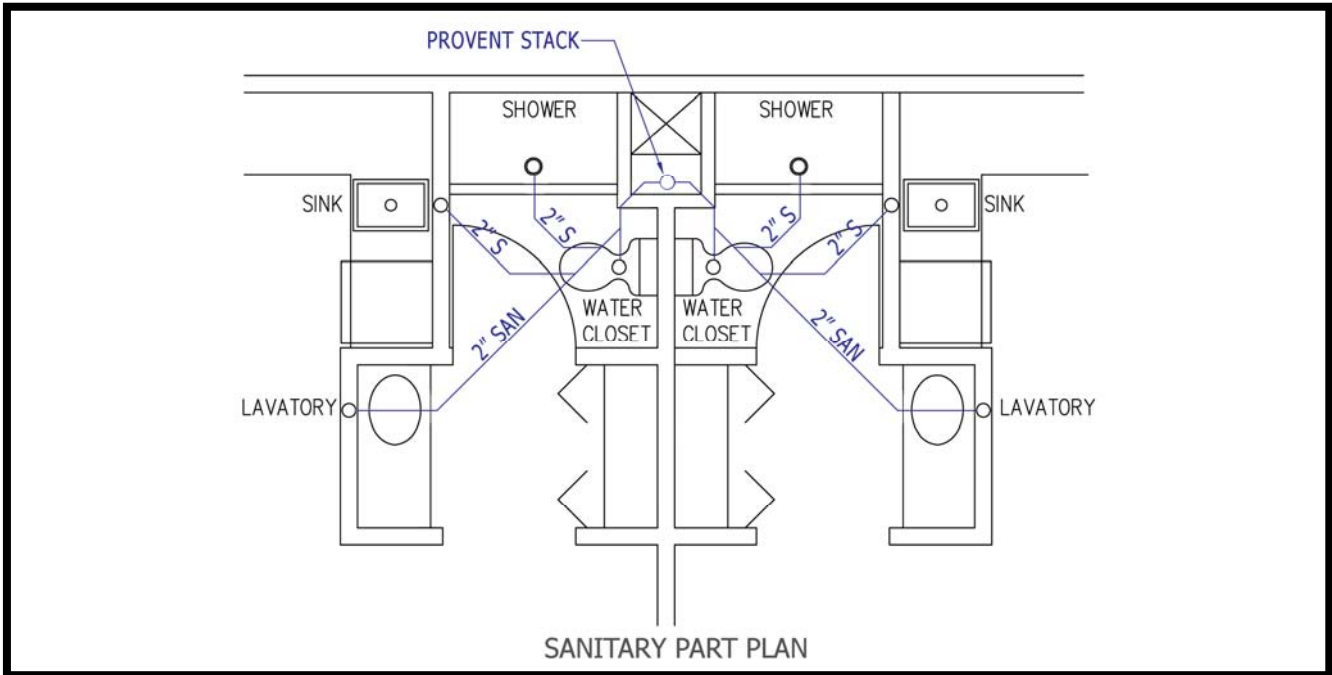 PROVENT STACK
SHOWER
SHOWER
SINK
SINK
2" S
2" S
2" S
2" S
WATER
CLOSET
WATER
CLOSET
2" SAN
2" SAN
LAVATORY
LAVATORY
SANITARY PART PLAN